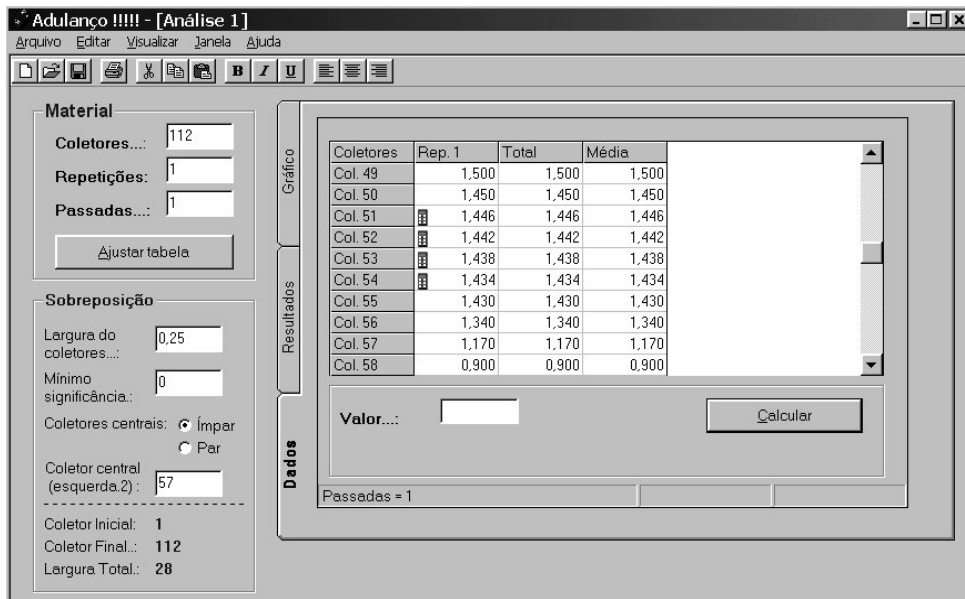 Adulanço !!!!! - [Análise 1]
Arquivo Editar Visualizar Janela Ajuda
B I U
Material
Coletores...: 112
Repetições: 1
Passadas...: 1
Ajustar tabela
Sobreposição
Largura do
coletores...: 0,25
Mínimo
significância.: 0
Coletores centrais: Ímpar
Par
Coletor central
(esquerda.2) : 57
Coletor Inicial: 1
Coletor Final..: 112
Largura Total.: 28
Gráfico
Resultados
Dados
Coletores Rep. 1 Total Média
Col. 49 1,500 1,500 1,500
Col. 50 1,450 1,450 1,450
Col. 51 1,446 1,446 1,446
Col. 52 1,442 1,442 1,442
Col. 53 1,438 1,438 1,438
Col. 54 1,434 1,434 1,434
Col. 55 1,430 1,430 1,430
Col. 56 1,340 1,340 1,340
Col. 57 1,170 1,170 1,170
Col. 58 0,900 0,900 0,900
Valor...:
Calcular
Passadas = 1